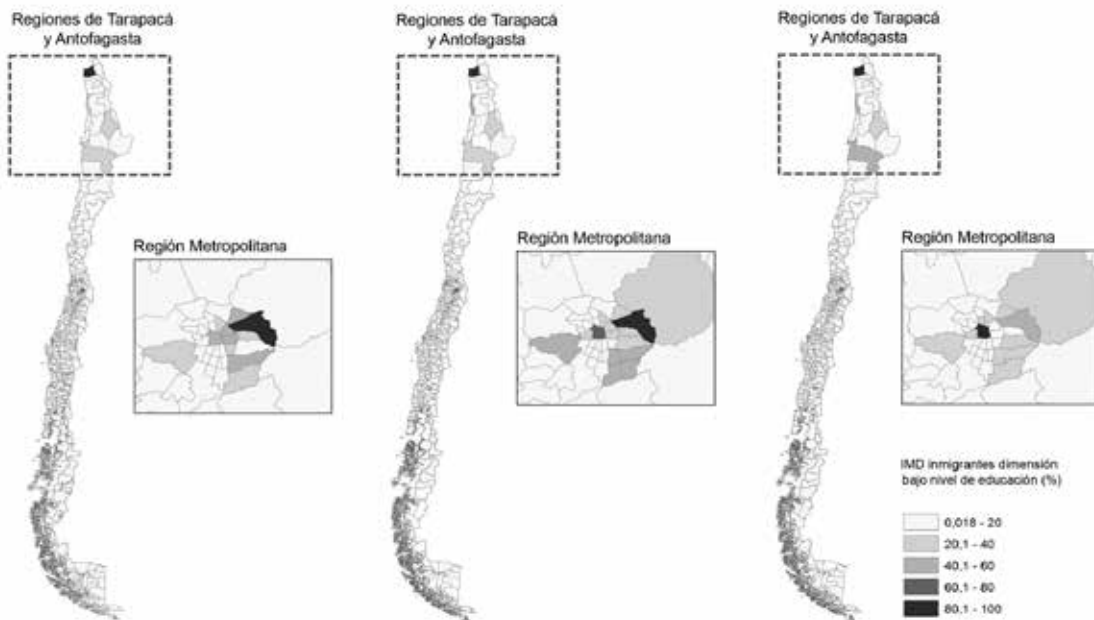 Regiones de Tarapacá
y Antofagasta
Región Metropolitana
Regiones de Tarapacá
y Antofagasta
Región Metropolitana
Regiones de Tarapacá
y Antofagasta
Región Metropolitana
IMD inmigrantes dimensión
bajo nivel de educación (%)
0,018 - 20
20,1 - 40
40,1 - 60
60,1 - 80
80,1 - 100